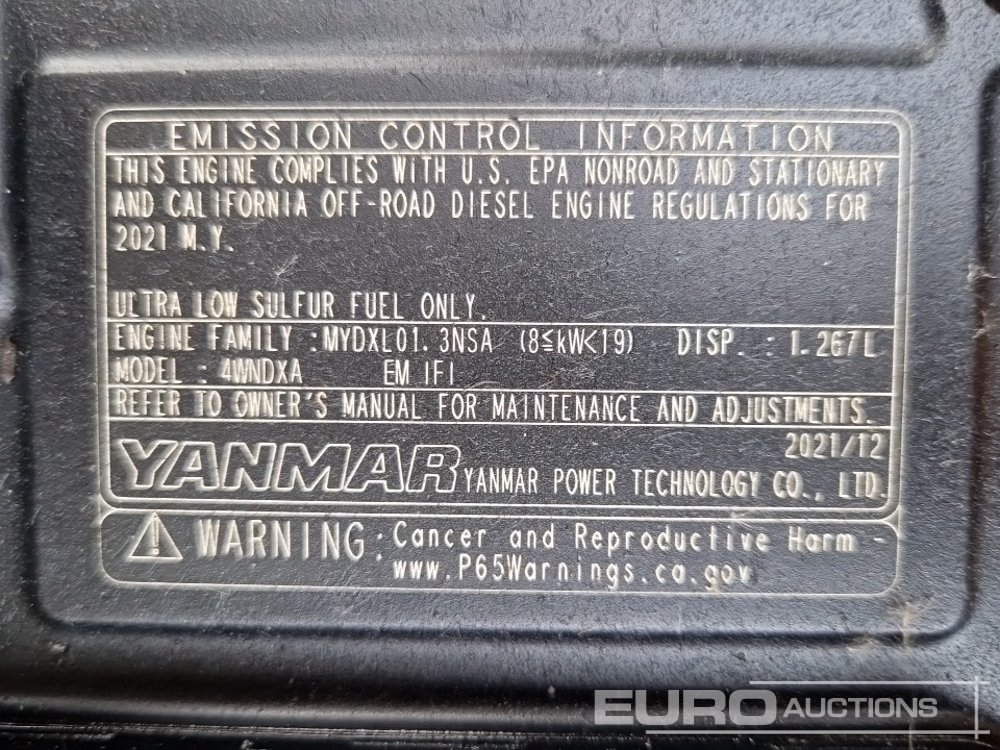 EMISSION CONTROL INFORMATION
THIS ENGINE COMPLIES WITH U.S. EPA NONROAD AND STATIONARY
AND CALIFORNIA OFF-ROAD DIESEL ENGINE REGULATIONS FOR
2021 M.Y.
ULTRA LOW SULFUR FUEL ONLY.
ENGINE FAMILY :MYDXL01.3NSA (8≦kW<19) DISP. : 1.267L
MODEL : 4WNDXA EM IFI
REFER TO OWNER'S MANUAL FOR MAINTENANCE AND ADJUSTMENTS.
2021/12
YANMAR YANMAR POWER TECHNOLOGY CO., LTD.
WARNING: Cancer and Reproductive Harm -
www.P65Warnings.ca.gov
EURO AUCTIONS